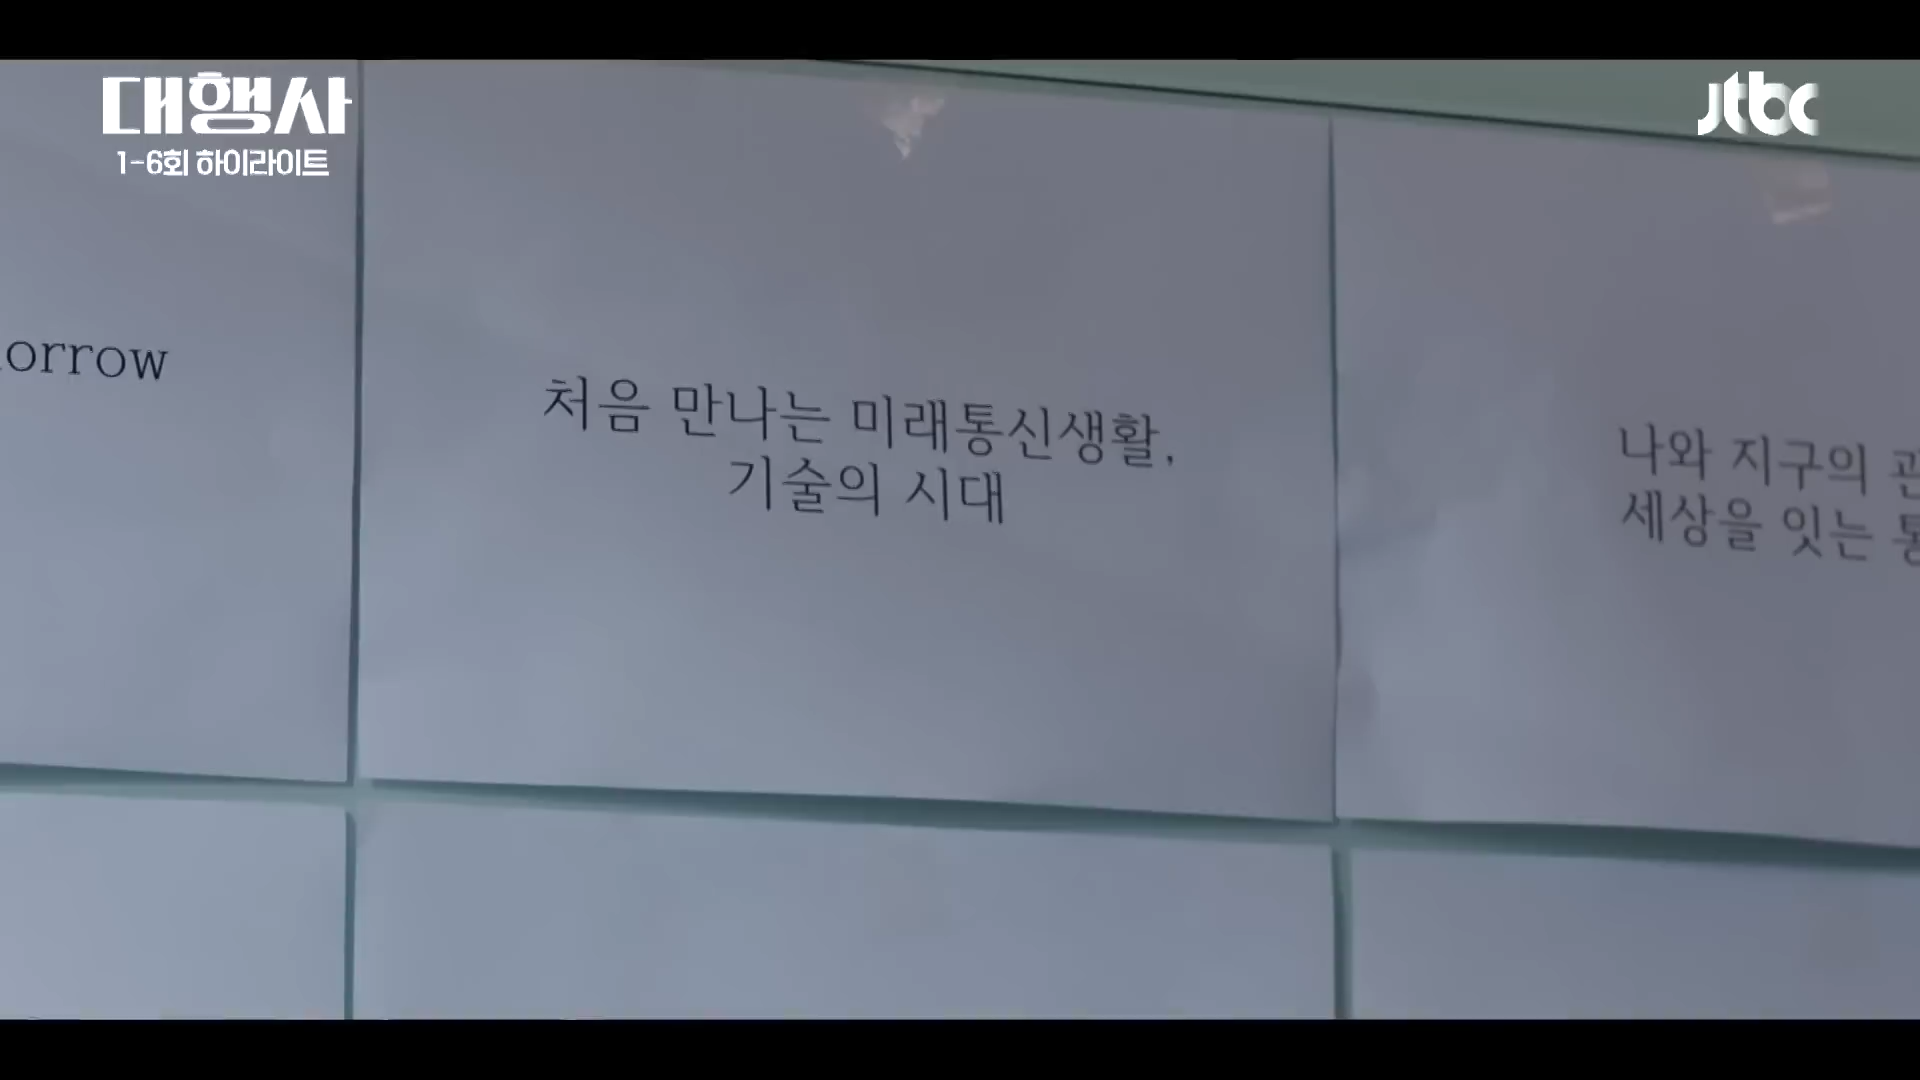 대행사
1-6회 하이라이트
jtbc
처음 만나는 미래통신생활,
기술의 시대
나와 지구의
세상을 잇는